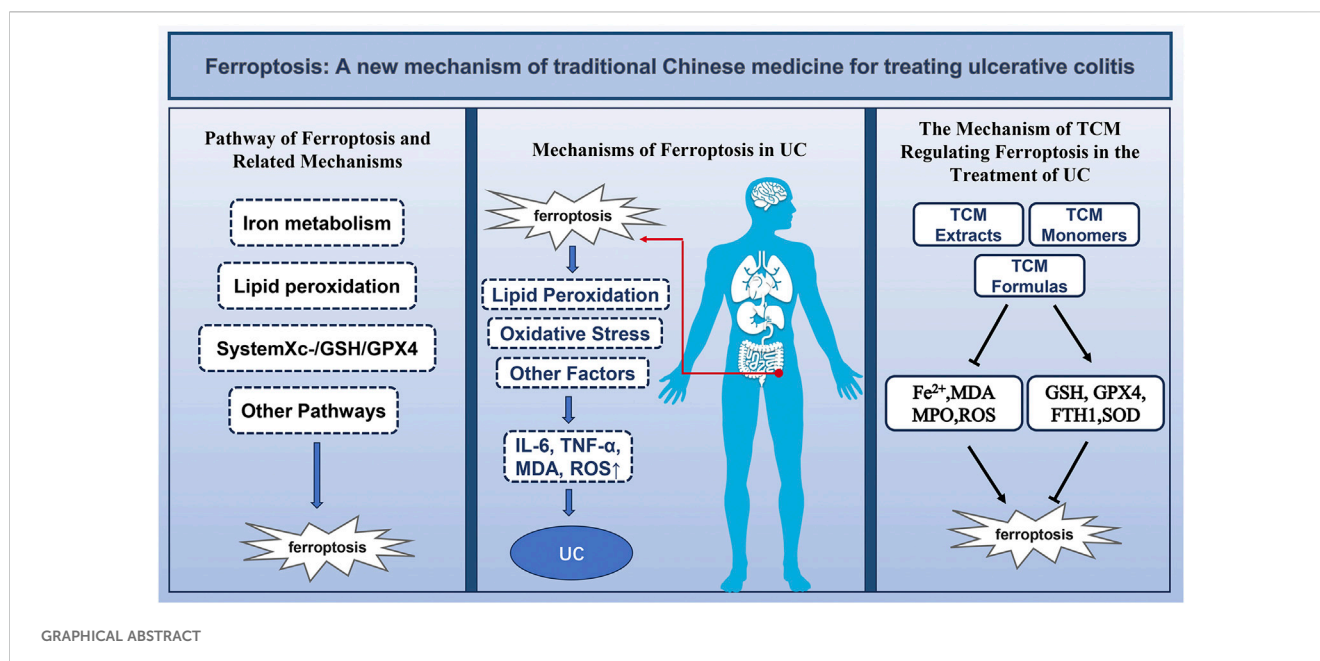 Ferroptosis: A new mechanism of traditional Chinese medicine for treating ulcerative colitis
Pathway of Ferroptosis and
Related Mechanisms
Iron metabolism
Lipid peroxidation
SystemXc-/GSH/GPX4
Other Pathways
ferroptosis
Mechanisms of Ferroptosis in UC
ferroptosis
Lipid Peroxidation
Oxidative Stress
Other Factors
IL-6, TNF-α,
MDA, ROS↑
UC
The Mechanism of TCM
Regulating Ferroptosis in the
Treatment of UC
TCM
Extracts
TCM
Monomers
TCM
Formulas
Fe²⁺,MDA
MPO,ROS
GSH, GPX4,
FTH1,SOD
ferroptosis
GRAPHICAL ABSTRACT